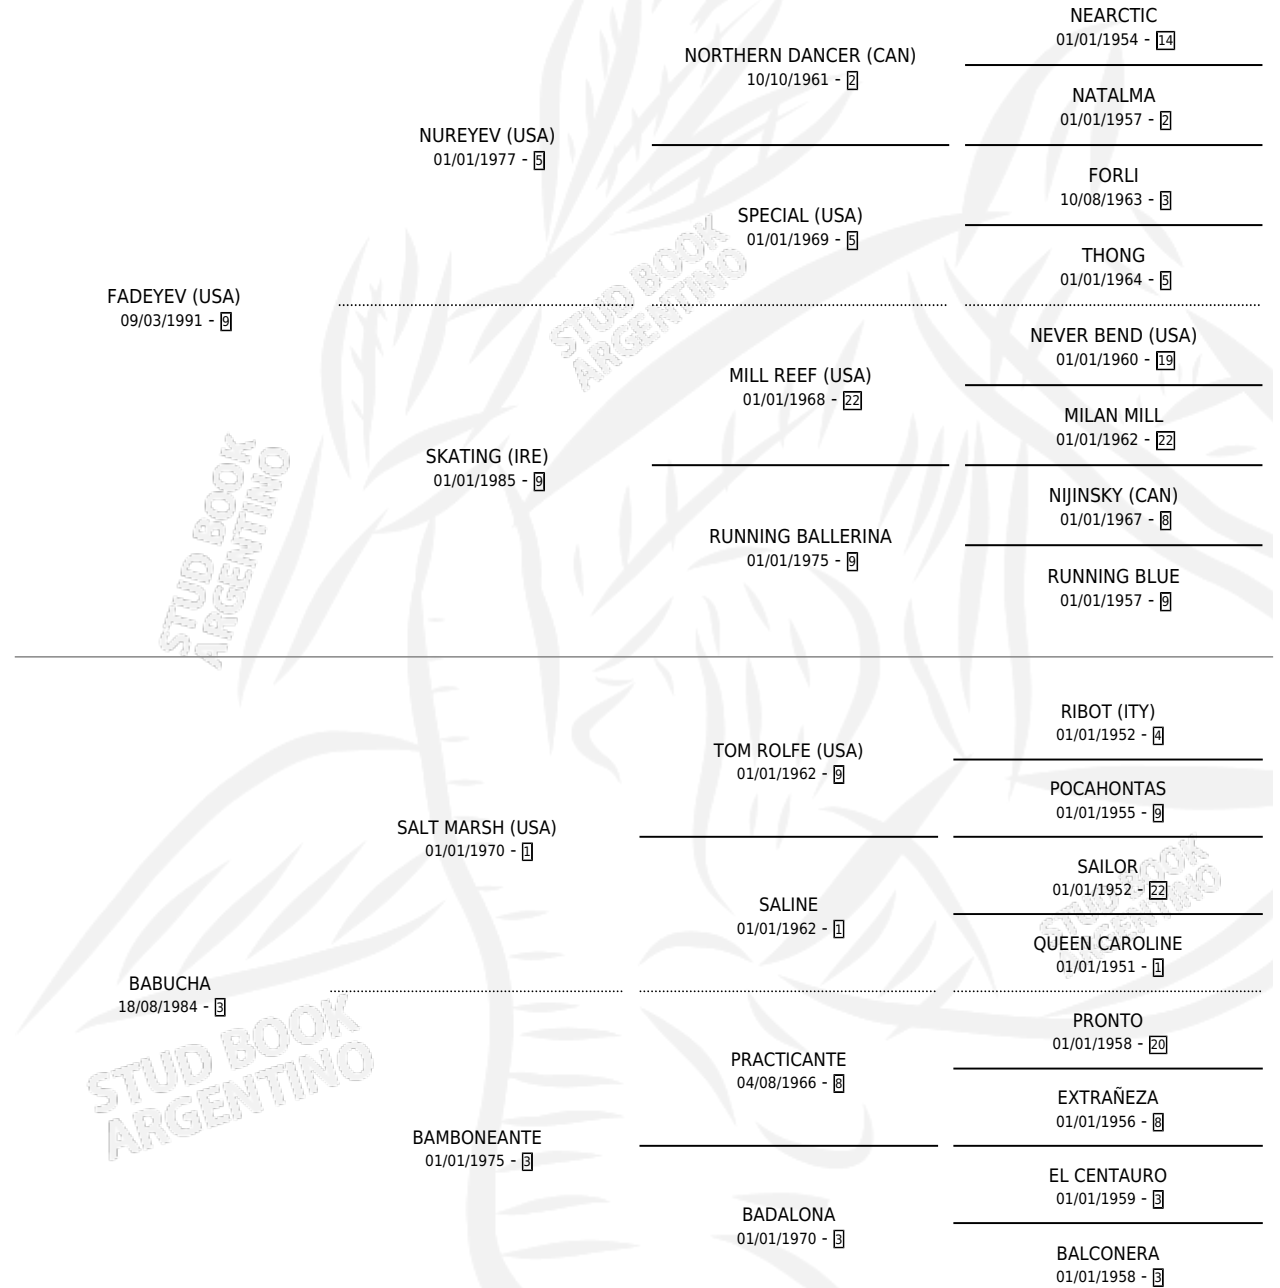 NEARCTIC
01/01/1954 - 14
NORTHERN DANCER (CAN)
10/10/1961 - 2
NATALMA
01/01/1957 - 2
NUREYEV (USA)
01/01/1977 - 5
FORLI
10/08/1963 - 3
SPECIAL (USA)
01/01/1969 - 5
THONG
01/01/1964 - 5
FADEYEV (USA)
09/03/1991 - 9
NEVER BEND (USA)
01/01/1960 - 19
MILL REEF (USA)
01/01/1968 - 22
MILAN MILL
01/01/1962 - 22
SKATING (IRE)
01/01/1985 - 9
NIJINSKY (CAN)
01/01/1967 - 8
RUNNING BALLERINA
01/01/1975 - 9
RUNNING BLUE
01/01/1957 - 9
RIBOT (ITY)
01/01/1952 - 4
TOM ROLFE (USA)
01/01/1962 - 9
POCAHONTAS
01/01/1955 - 9
SALT MARSH (USA)
01/01/1970 - 1
SAILOR
01/01/1952 - 22
SALINE
01/01/1962 - 1
QUEEN CAROLINE
01/01/1951 - 1
BABUCHA
18/08/1984 - 3
PRONTO
01/01/1958 - 20
PRACTICANTE
04/08/1966 - 8
EXTRAÑEZA
01/01/1956 - 8
BAMBONEANTE
01/01/1975 - 3
EL CENTAURO
01/01/1959 - 3
BADALONA
01/01/1970 - 3
BALCONERA
01/01/1958 - 3
STUD BOOK
ARGENTINO
STUD BOOK
ARGENTINO
STUD BOOK
ARGENTINO
STUD BOOK
ARGENTINO